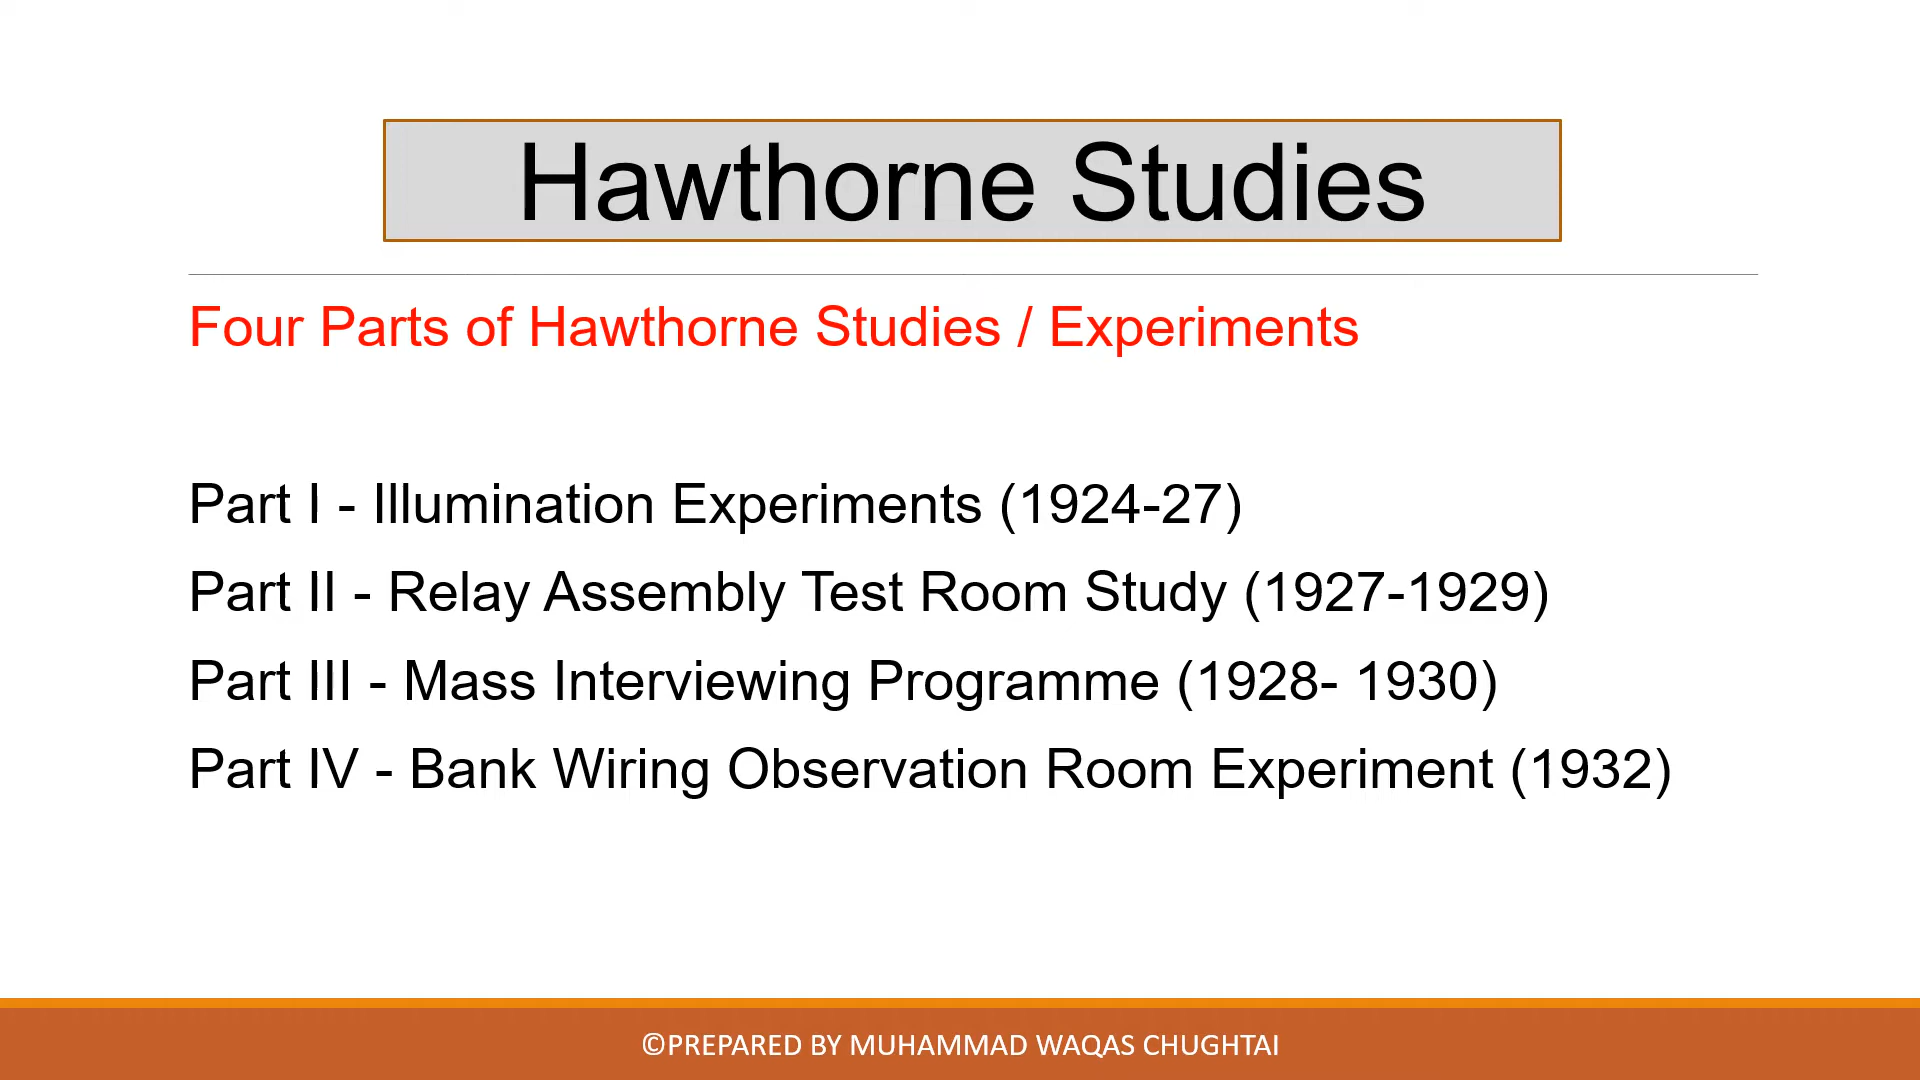 Hawthorne Studies
Four Parts of Hawthorne Studies / Experiments
Part I - Illumination Experiments (1924-27)
Part II - Relay Assembly Test Room Study (1927-1929)
Part III - Mass Interviewing Programme (1928- 1930)
Part IV - Bank Wiring Observation Room Experiment (1932)
©PREPARED BY MUHAMMAD WAQAS CHUGHTAI